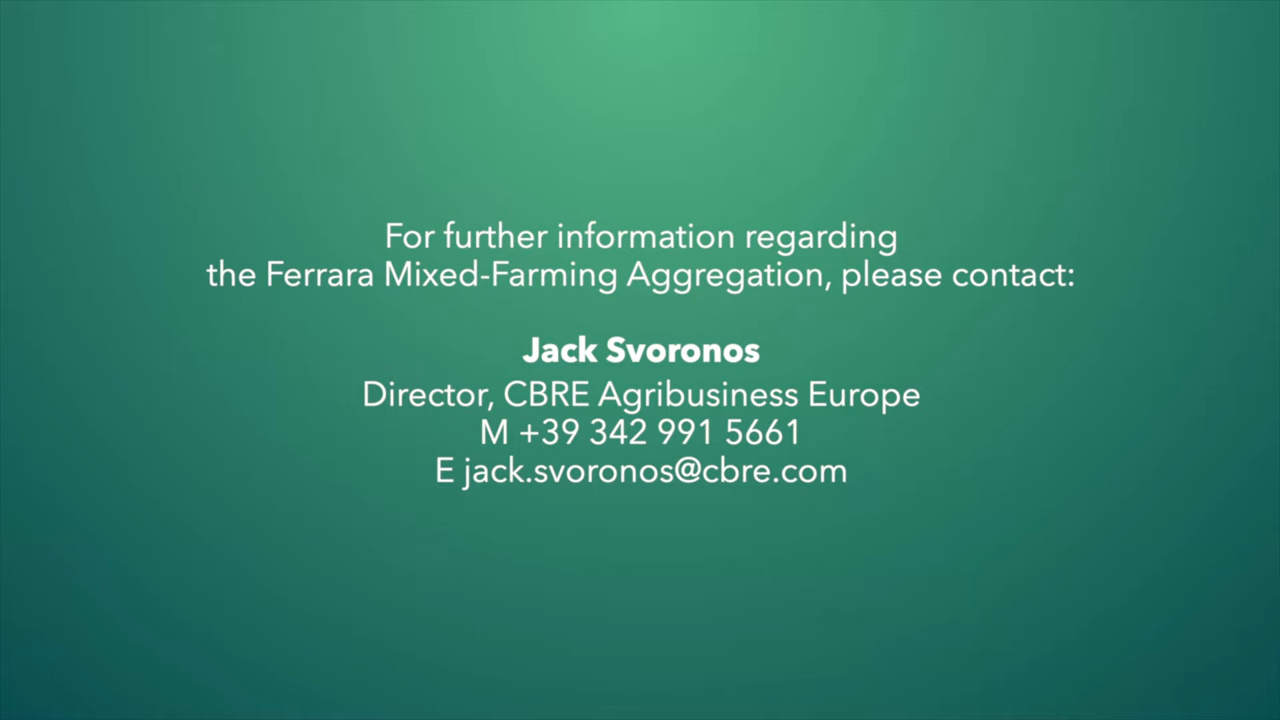 For further information regarding
the Ferrara Mixed-Farming Aggregation, please contact:
Jack Svoronos
Director, CBRE Agribusiness Europe
M +39 342 991 5661
E jack.svoronos@cbre.com